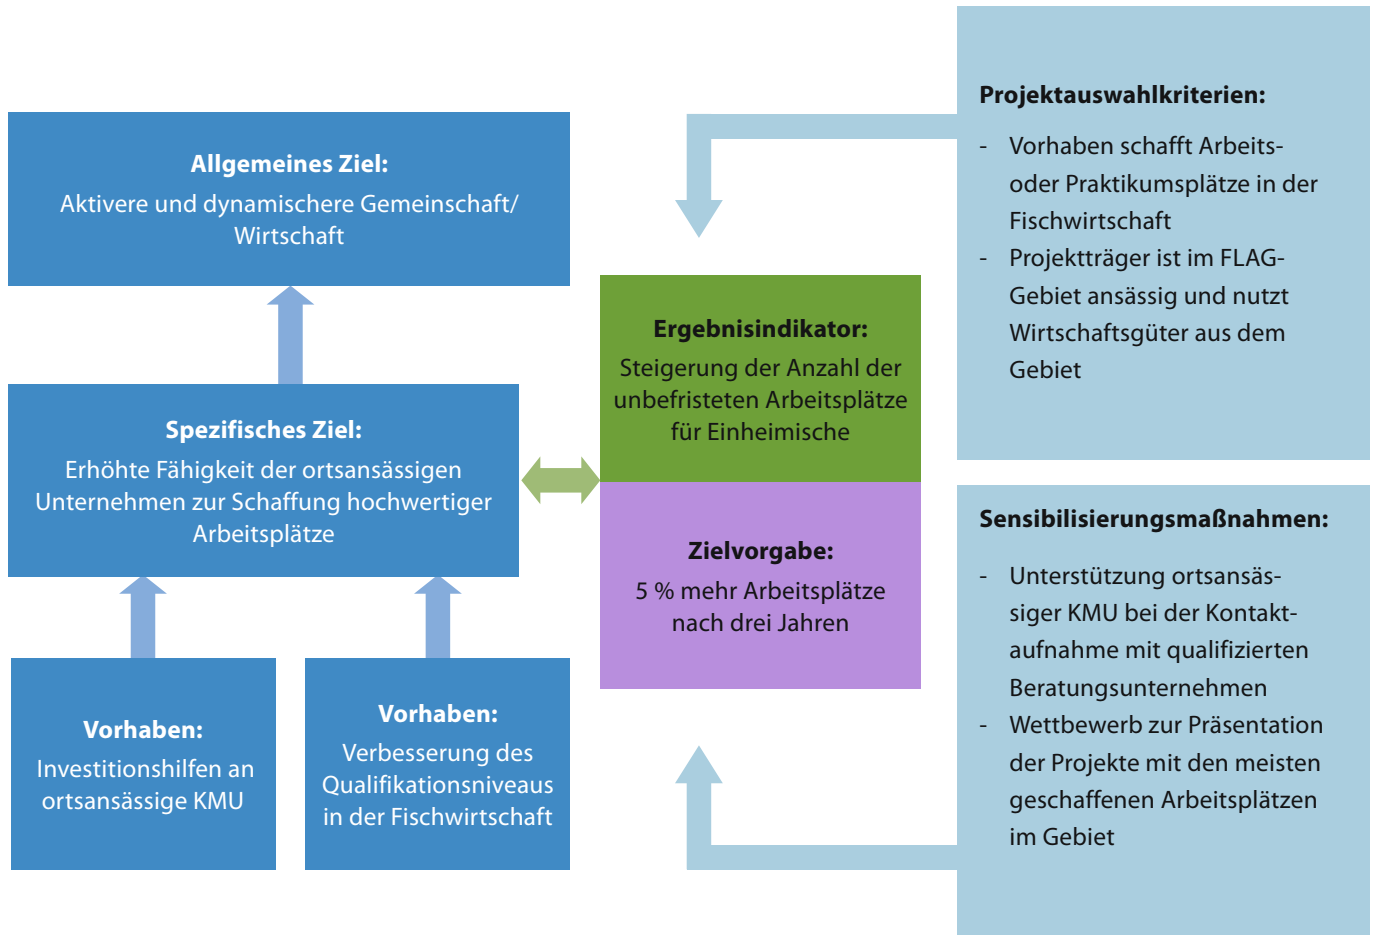 Allgemeines Ziel:
Aktivere und dynamischere Gemeinschaft/
Wirtschaft
Spezifisches Ziel:
Erhöhte Fähigkeit der ortsansässigen
Unternehmen zur Schaffung hochwertiger
Arbeitsplätze
Vorhaben:
Investitionshilfen an
ortsansässige KMU
Vorhaben:
Verbesserung des
Qualifikationsniveaus
in der Fischwirtschaft
Ergebnisindikator:
Steigerung der Anzahl der
unbefristeten Arbeitsplätze
für Einheimische
Zielvorgabe:
5 % mehr Arbeitsplätze
nach drei Jahren
Projektauswahlkriterien:
- Vorhaben schafft Arbeits-
oder Praktikumsplätze in der
Fischwirtschaft
- Projektträger ist im FLAG-
Gebiet ansässig und nutzt
Wirtschaftsgüter aus dem
Gebiet
Sensibilisierungsmaßnahmen:
- Unterstützung ortsansäs-
siger KMU bei der Kontakt-
aufnahme mit qualifizierten
Beratungsunternehmen
- Wettbewerb zur Präsentation
der Projekte mit den meisten
geschaffenen Arbeitsplätzen
im Gebiet